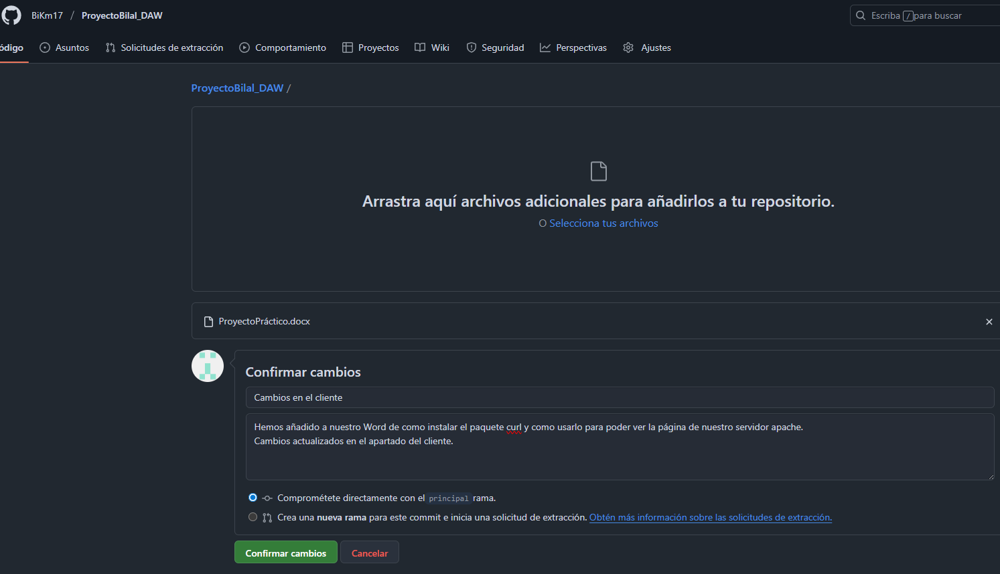 BiKm17 / ProyectoBilal_DAW
Escriba / para buscar
ódigo Asuntos Solicitudes de extracción Comportamiento Proyectos Wiki Seguridad Perspectivas Ajustes
ProyectoBilal_DAW /
Arrastra aquí archivos adicionales para añadirlos a tu repositorio.
O Selecciona tus archivos
ProyectoPráctico.docx
Confirmar cambios
Cambios en el cliente
Hemos añadido a nuestro Word de como instalar el paquete curl y como usarlo para poder ver la página de nuestro servidor apache.
Cambios actualizados en el apartado del cliente.
Comprométete directamente con el principal rama.
Crea una nueva rama para este commit e inicia una solicitud de extracción. Obtén más información sobre las solicitudes de extracción.
Confirmar cambios Cancelar